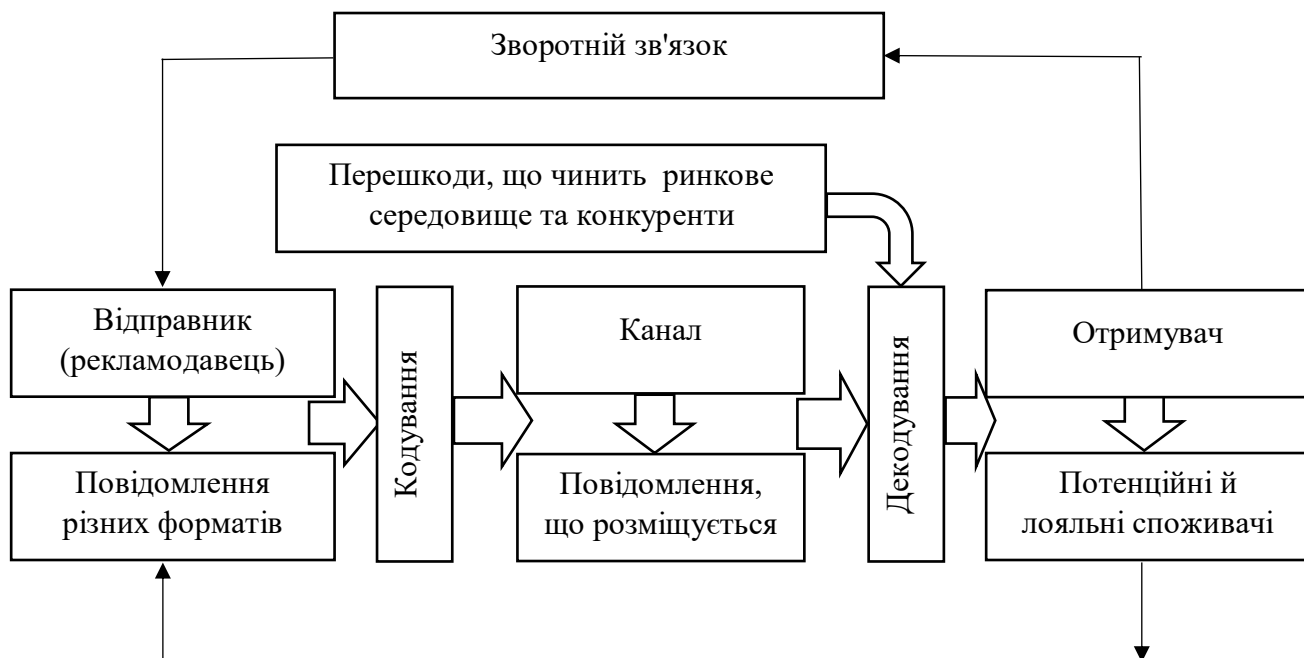 Зворотній зв'язок
Перешкоди, що чинить ринкове
середовище та конкуренти
Відправник
(рекламодавець)
Кодування
Канал
Декодування
Отримувач
Повідомлення
різних форматів
Повідомлення,
що розміщується
Потенційні й
лояльні споживачі